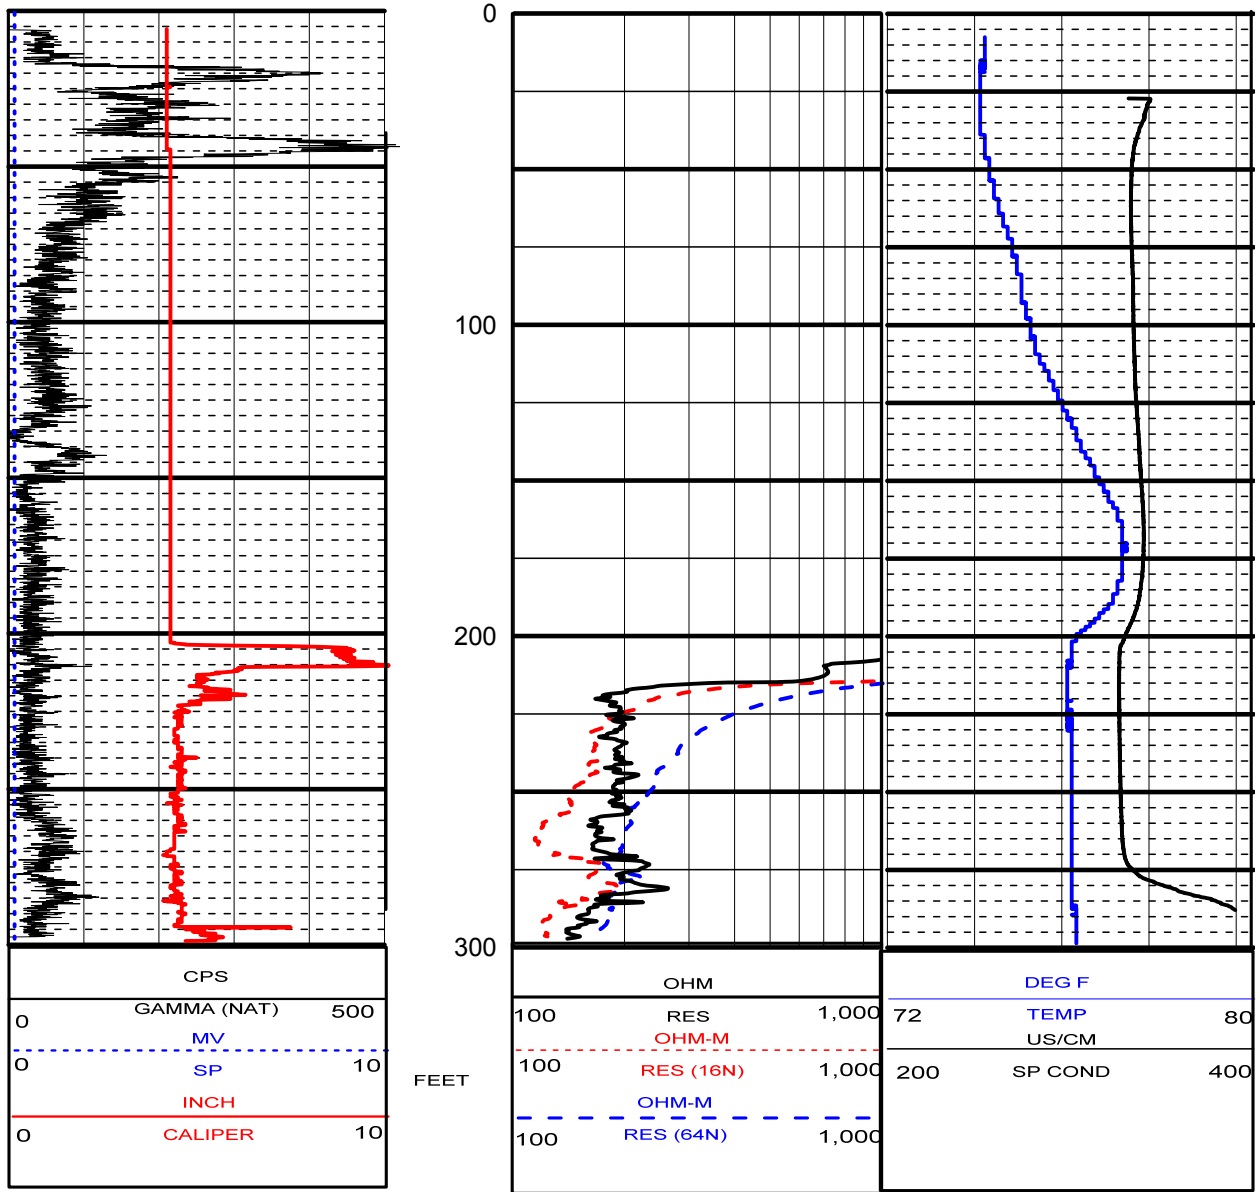 0
100
200
300
FEET
CPS
GAMMA (NAT)
0 500
MV
0 10
SP
INCH
0 10
CALIPER
OHM
100 1,000
RES
OHM-M
100 1,000
RES (16N)
OHM-M
100 1,000
RES (64N)
DEG F
72 80
TEMP
US/CM
200 400
SP COND